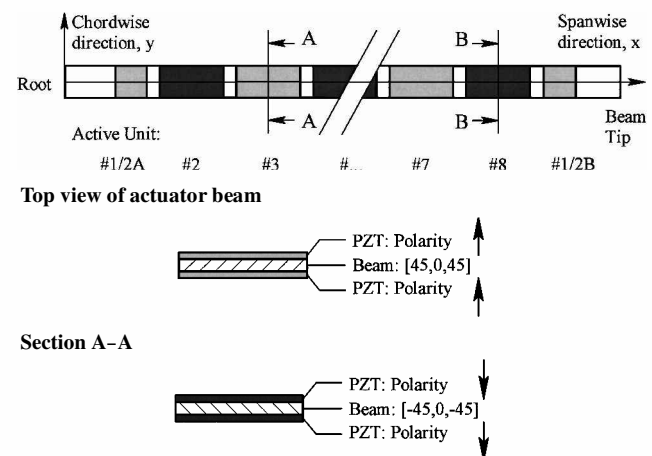 Chordwise
direction, y
A
B
Spanwise
direction, x
Root
A
B
Beam
Tip
Active Unit:
#1/2A #2 #3 #... #7 #8 #1/2B
Top view of actuator beam
PZT: Polarity
Beam: [45,0,45]
PZT: Polarity
Section A–A
PZT: Polarity
Beam: [-45,0,-45]
PZT: Polarity